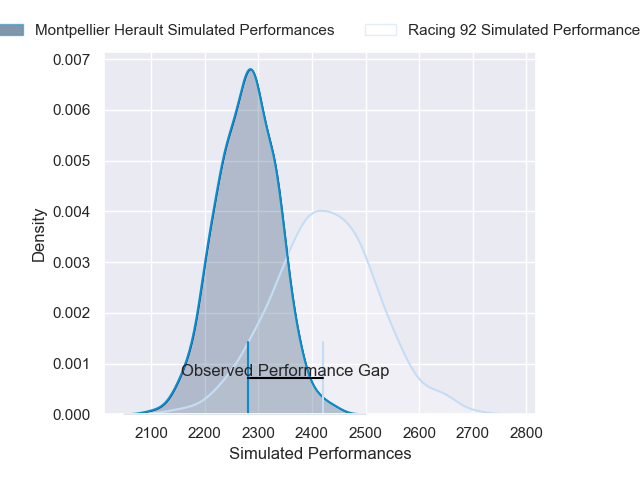 Montpellier Herault Simulated Performances
Racing 92 Simulated Performance
0.007
0.006
0.005
0.004
0.003
0.002
0.001
0.000
Density
Observed Performance Gap
2100 2200 2300 2400 2500 2600 2700 2800
Simulated Performances